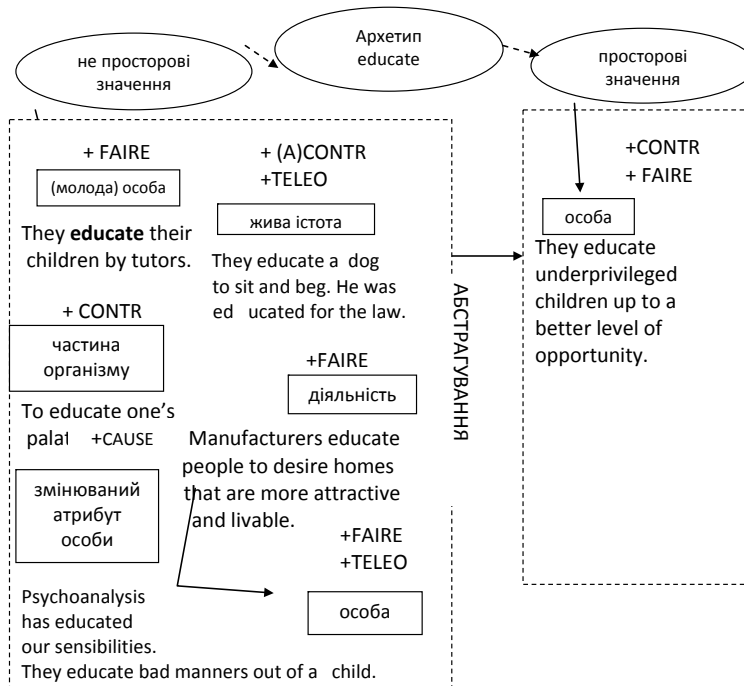 не просторові
значення
Архетип
educate
просторові
значення
+ FAIRE
(молода) особа
They educate their
children by tutors.
+ (A)CONTR
+TELEO
жива істота
They educate a dog
to sit and beg. He was
ed ucated for the law.
+ CONTR
частина
організму
To educate one’s
palat
+CAUSE
змінюваний
атрибут
особи
Psychoanalysis
has educated
our sensibilities.
They educate bad manners out of a child.
+FAIRE
діяльність
Manufacturers educate
people to desire homes
that are more attractive
and livable.
+FAIRE
+TELEO
особа
АБСТРАГУВАННЯ
+CONTR
+ FAIRE
особа
They educate
underprivileged
children up to a
better level of
opportunity.